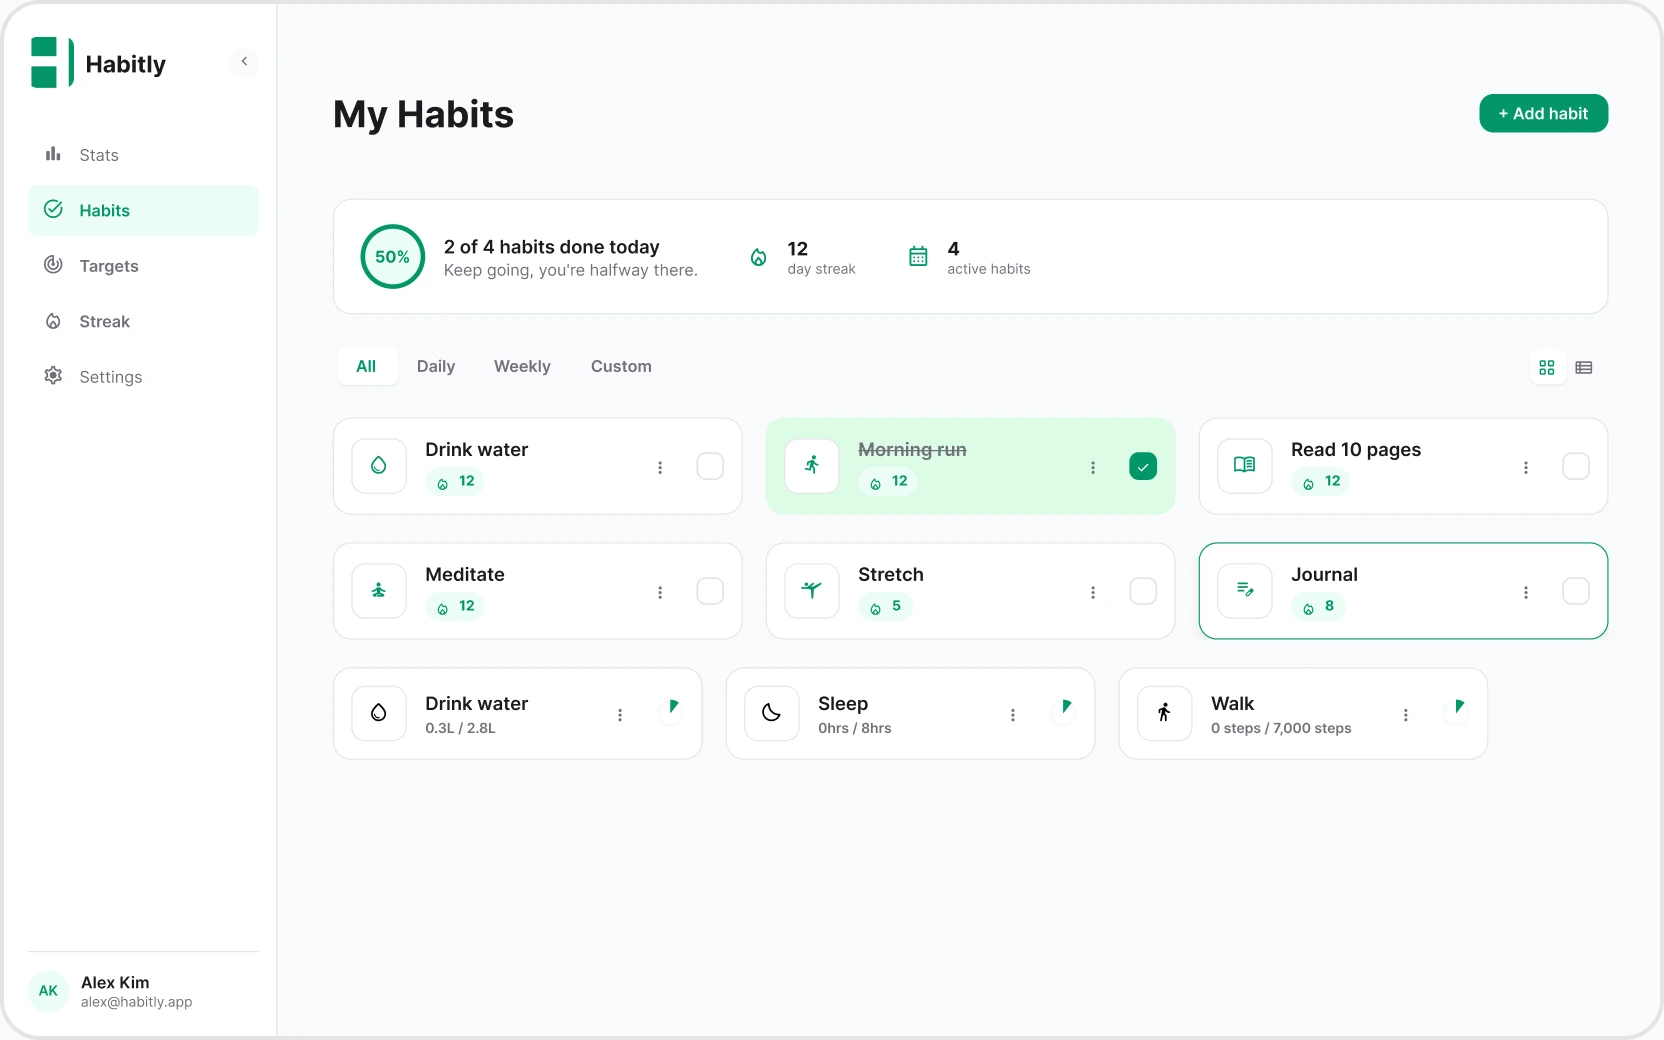 Habitly
Stats
Habits
Targets
Streak
Settings
My Habits
+ Add habit
50%
2 of 4 habits done today
Keep going, you're halfway there.
12
day streak
4
active habits
All Daily Weekly Custom
Drink water
12
Morning run
12
Read 10 pages
12
Meditate
12
Stretch
5
Journal
8
Drink water
0.3L / 2.8L
Sleep
0hrs / 8hrs
Walk
0 steps / 7,000 steps
AK
Alex Kim
alex@habitly.app